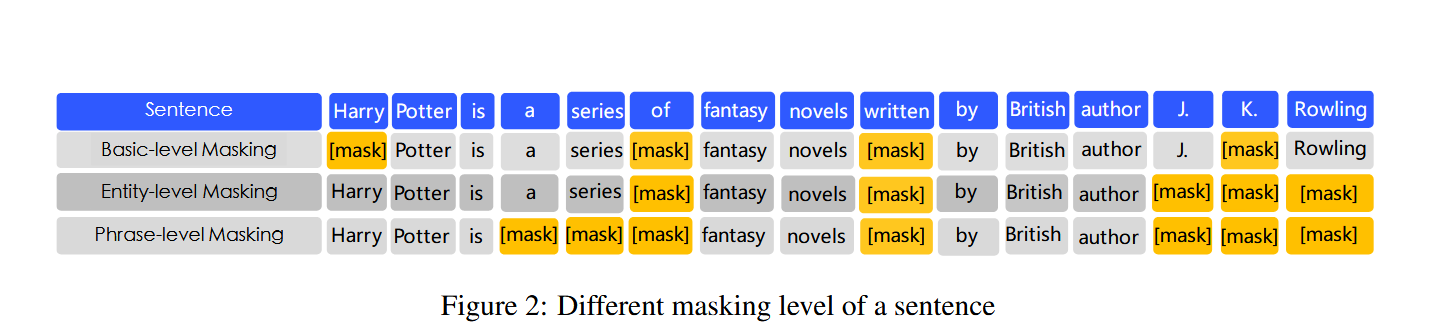 Sentence Harry Potter is a series of fantasy novels written by British author J. K. Rowling
Basic-level Masking [mask] Potter is a series [mask] fantasy novels [mask] by British author J. [mask] Rowling
Entity-level Masking Harry Potter is a series [mask] fantasy novels [mask] by British author [mask] [mask] [mask]
Phrase-level Masking Harry Potter is [mask] [mask] [mask] fantasy novels [mask] by British author [mask] [mask] [mask]
Figure 2: Different masking level of a sentence